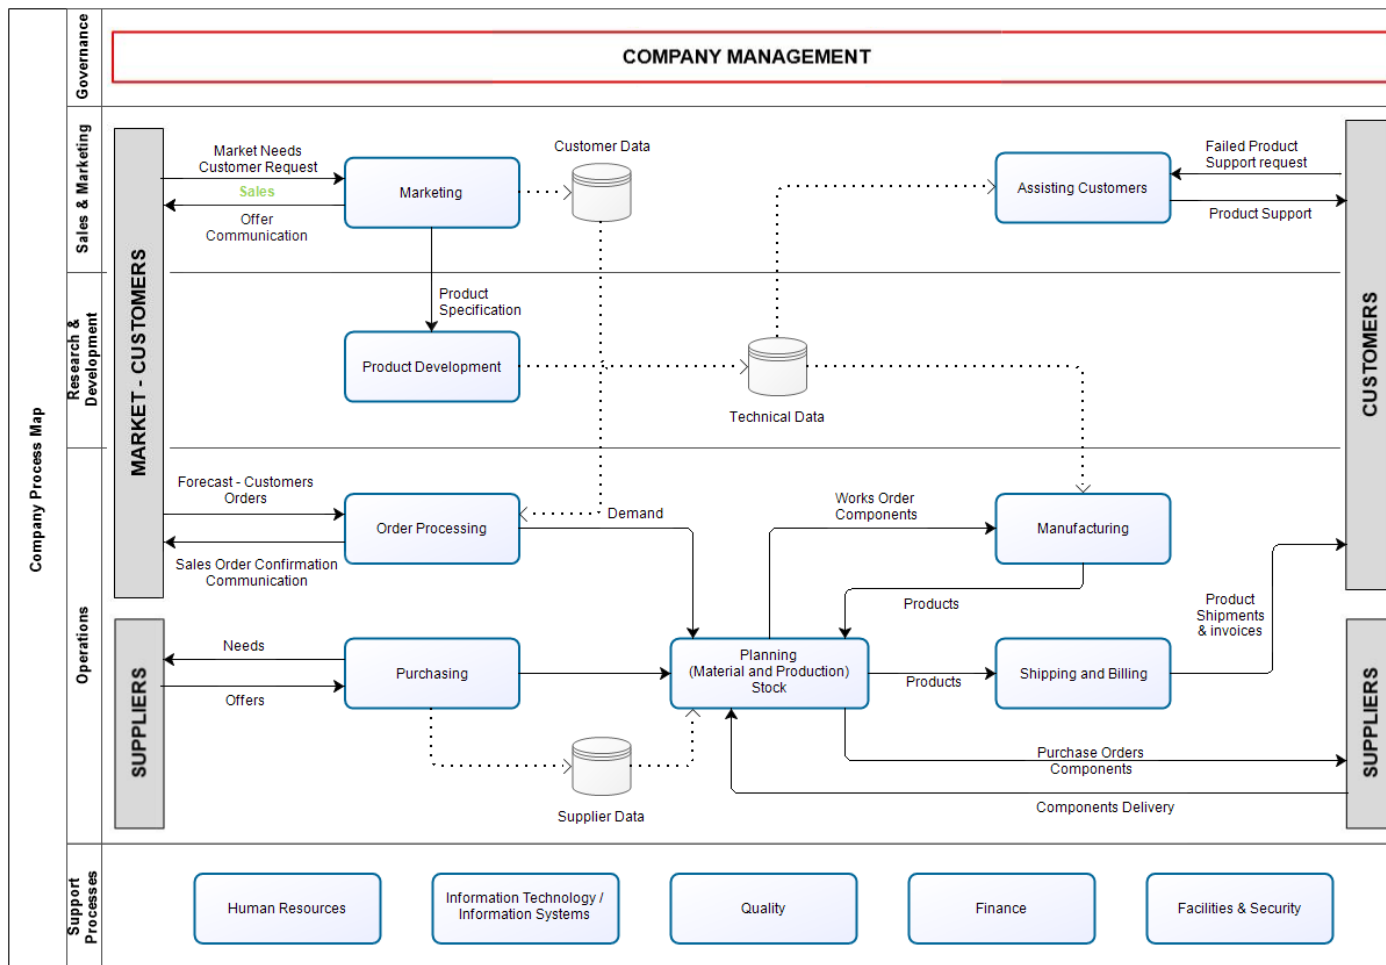 Company Process Map
Governance
COMPANY MANAGEMENT
Sales & Marketing
MARKET - CUSTOMERS
Market Needs
Customer Request
Sales
Offer
Communication
Marketing
Customer Data
Assisting Customers
Failed Product
Support request
Product Support
CUSTOMERS
Research &
Development
Product
Specification
Product Development
Technical Data
Operations
Forecast - Customers
Orders
Order Processing
Sales Order Confirmation
Communication
Demand
Works Order
Components
Manufacturing
Products
Product
Shipments
& invoices
SUPPLIERS
Needs
Offers
Purchasing
Planning
(Material and Production)
Stock
Products
Shipping and Billing
Supplier Data
Purchase Orders
Components
Components Delivery
SUPPLIERS
Support
Processes
Human Resources
Information Technology /
Information Systems
Quality
Finance
Facilities & Security